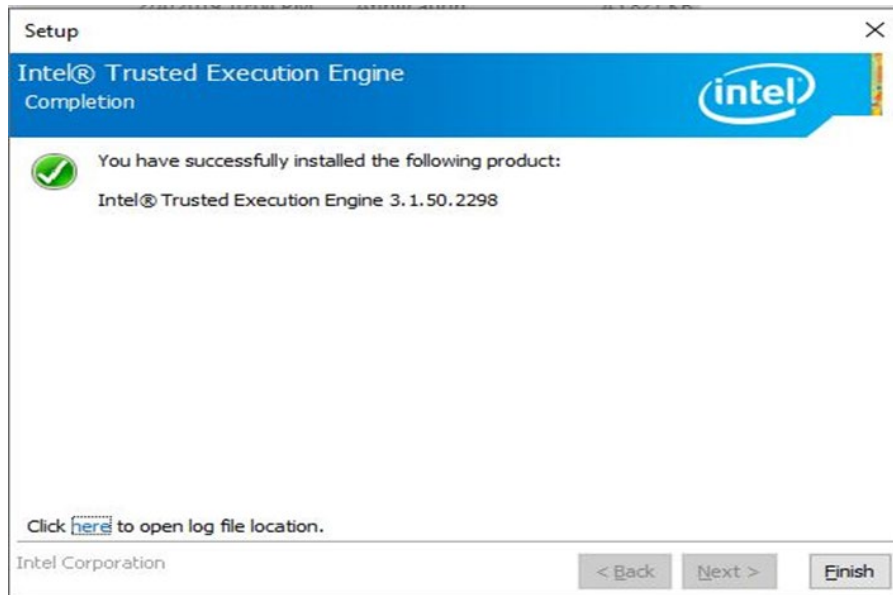 Setup
Intel® Trusted Execution Engine
Completion
intel
You have successfully installed the following product:
Intel® Trusted Execution Engine 3.1.50.2298
Click here to open log file location.
Intel Corporation
< Back Next > Finish